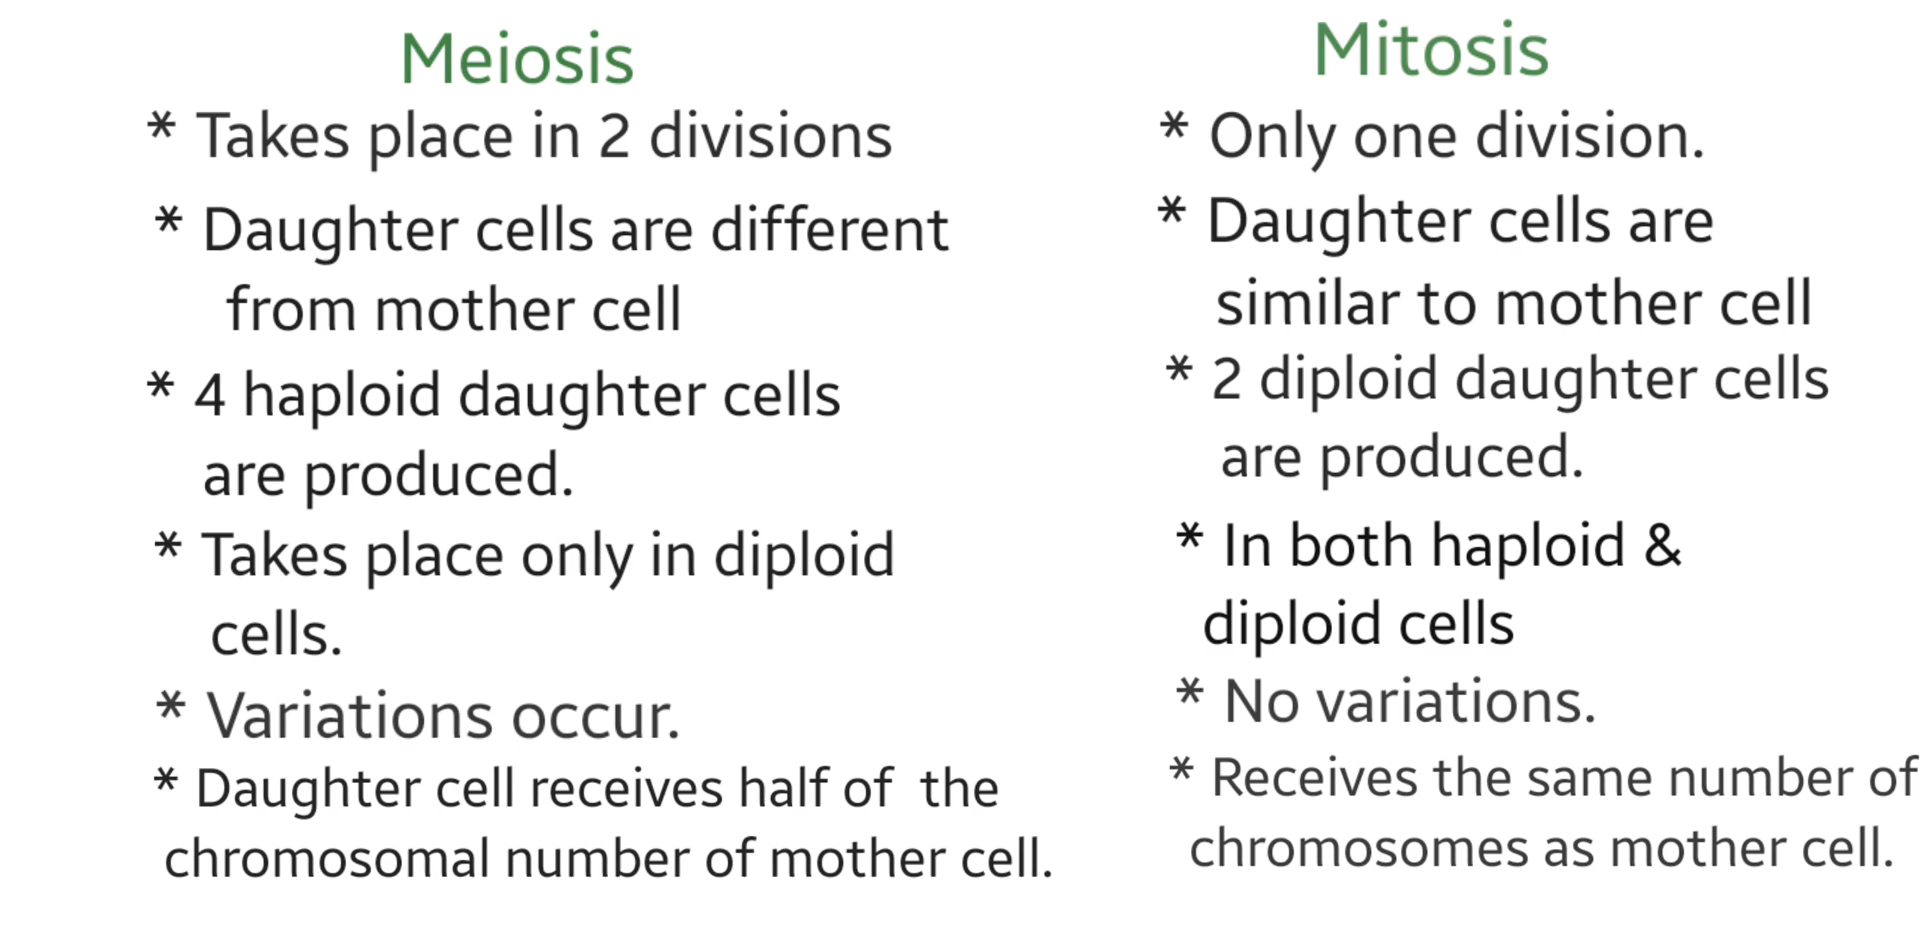 Meiosis
* Takes place in 2 divisions
* Daughter cells are different
from mother cell
* 4 haploid daughter cells
are produced.
* Takes place only in diploid
cells.
* Variations occur.
* Daughter cell receives half of the
chromosomal number of mother cell.
Mitosis
* Only one division.
* Daughter cells are
similar to mother cell
* 2 diploid daughter cells
are produced.
* In both haploid &
diploid cells
* No variations.
* Receives the same number of
chromosomes as mother cell.